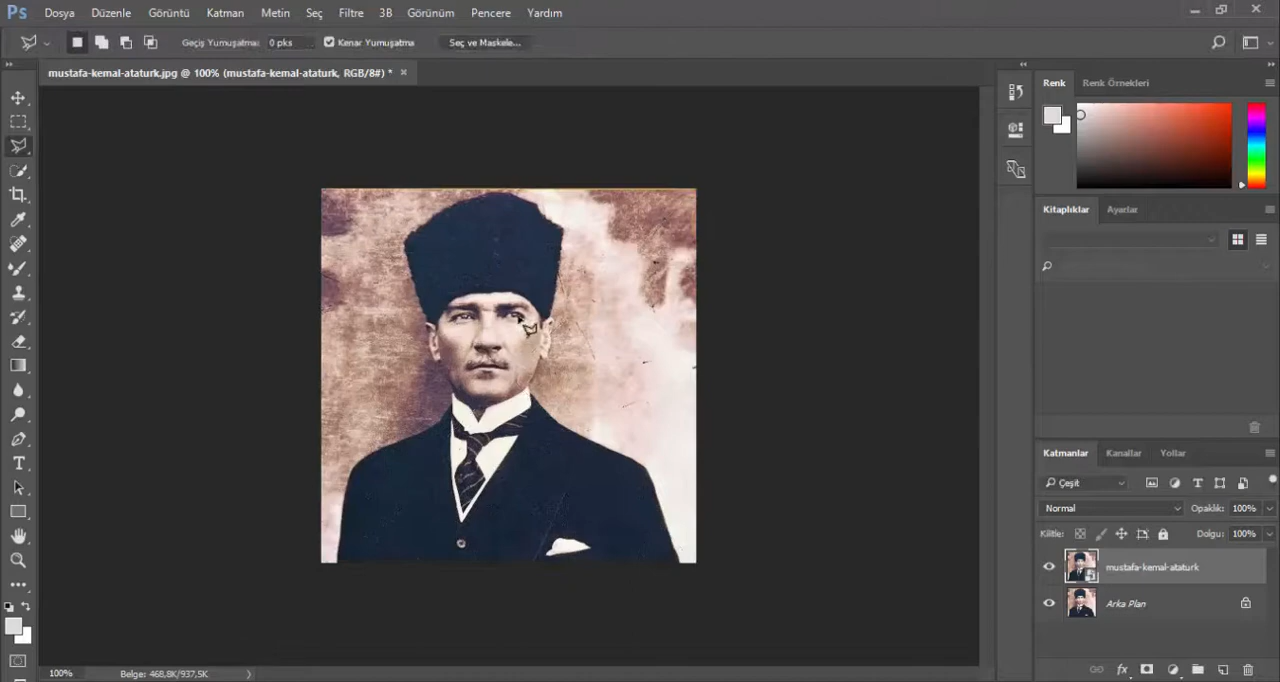 Ps Dosya Düzenle Görüntü Katman Metin Seç Filtre 3B Görünüm Pencere Yardım
Geçiş Yumuşatma: 0 pks Kenar Yumuşatma Seç ve Maskele...
mustafa-kemal-ataturk.jpg @ 100% (mustafa-kemal-ataturk, RGB/8#) *
Renk Renk Örnekleri
Kitaplıklar Ayarlar
Katmanlar Kanallar Yollar
Çeşit
Normal Opaklık: 100%
Kilitle: Dolgu: 100%
mustafa-kemal-ataturk
Arka Plan
fx
100% Belge: 468,8K/937,5K